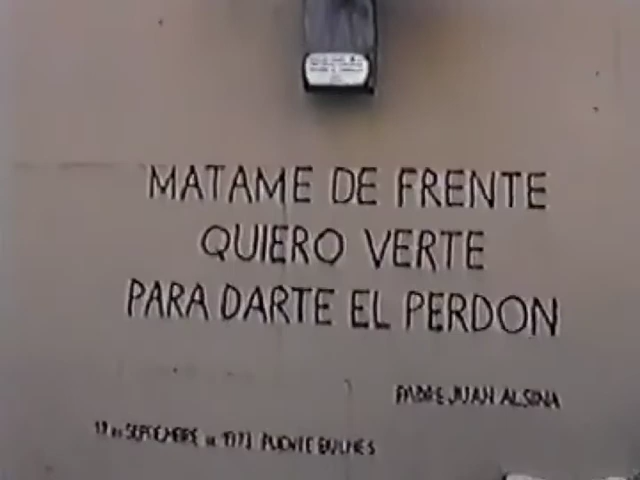 MATAME DE FRENTE
QUIERO VERTE
PARA DARTE EL PERDON
PADRE JUAN ALSINA
19 DE SEPTIEMBRE DE 1973 PUENTE BULNES